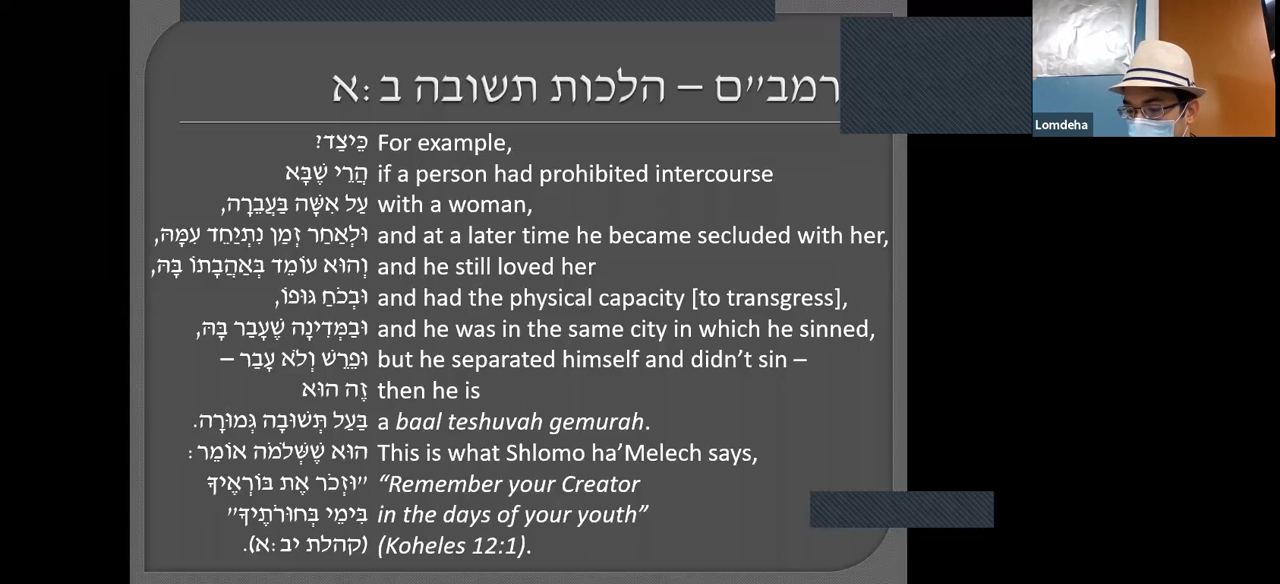 רמב״ם – הלכות תשובה ב:א
כֵּיצַד? For example,
הֲרֵי שֶׁבָּא if a person had prohibited intercourse
עַל אִשָּׁה בַּעֲבֵרָה, with a woman,
וּלְאַחַר זְמַן נִתְיַחֵד עִמָּהּ, and at a later time he became secluded with her,
וְהוּא עוֹמֵד בְּאַהֲבָתוֹ בָּהּ, and he still loved her
וּבְכֹחַ גּוּפוֹ, and had the physical capacity [to transgress],
וּבַמְּדִינָה שֶׁעָבַר בָּהּ, and he was in the same city in which he sinned,
וּפֵרֵשׁ וְלֹא עָבַר – but he separated himself and didn’t sin –
זֶה הוּא then he is
בַּעַל תְּשׁוּבָה גְּמוּרָה. a baal teshuvah gemurah.
הוּא שֶׁשְּׁלֹמֹה אוֹמֵר: This is what Shlomo ha’Melech says,
״וּזְכֹר אֶת בּוֹרְאֶיךָ “Remember your Creator
בִּימֵי בְּחוּרֹתֶיךָ״ in the days of your youth”
(קהלת יב:א). (Koheles 12:1).
Lomdeha